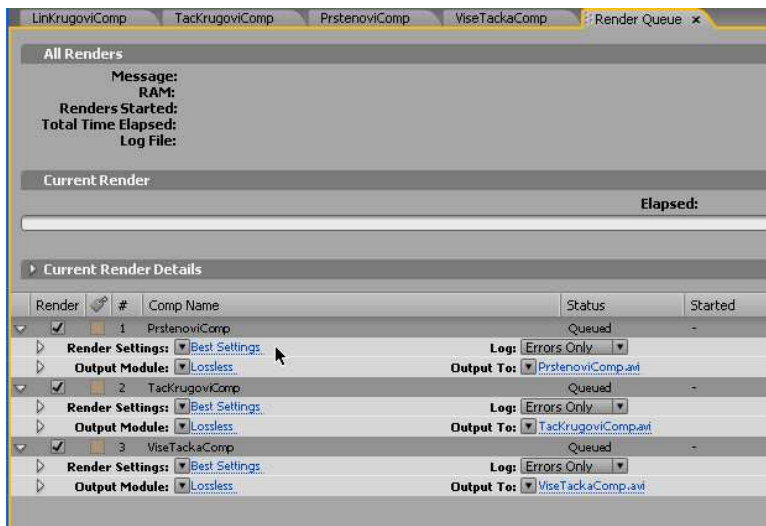 LinKrugoviComp TacKrugoviComp PrstenoviComp ViseTackaComp Render Queue ×
All Renders
Message:
RAM:
Renders Started:
Total Time Elapsed:
Log File:
Current Render
Elapsed:
Current Render Details
Render # Comp Name Status Started
1 PrstenoviComp Queued -
Render Settings: Best Settings Log: Errors Only
Output Module: Lossless Output To: PrstenoviComp.avi
2 TacKrugoviComp Queued -
Render Settings: Best Settings Log: Errors Only
Output Module: Lossless Output To: TacKrugoviComp.avi
3 ViseTackaComp Queued -
Render Settings: Best Settings Log: Errors Only
Output Module: Lossless Output To: ViseTackaComp.avi